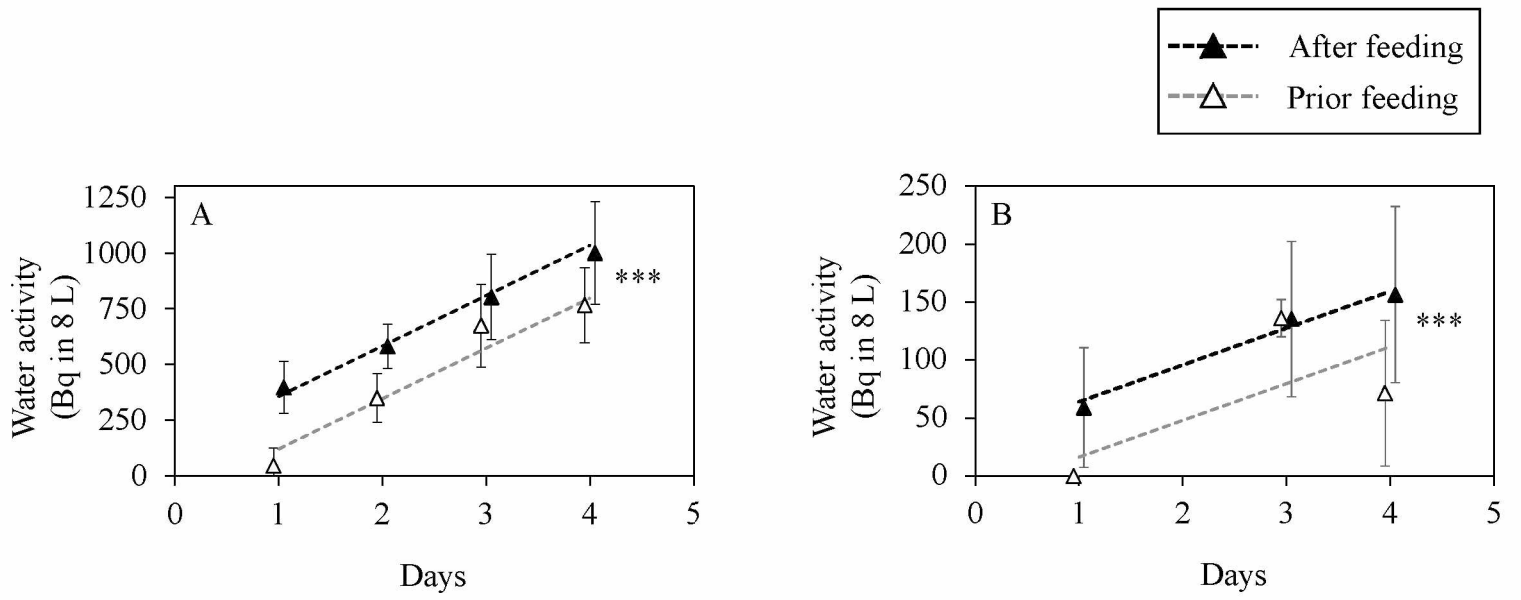 After feeding
Prior feeding
A
1250
1000
750
500
250
0
Water activity
(Bq in 8 L)
***
0 1 2 3 4 5
Days
B
250
200
150
100
50
0
Water activity
(Bq in 8 L)
***
0 1 2 3 4 5
Days